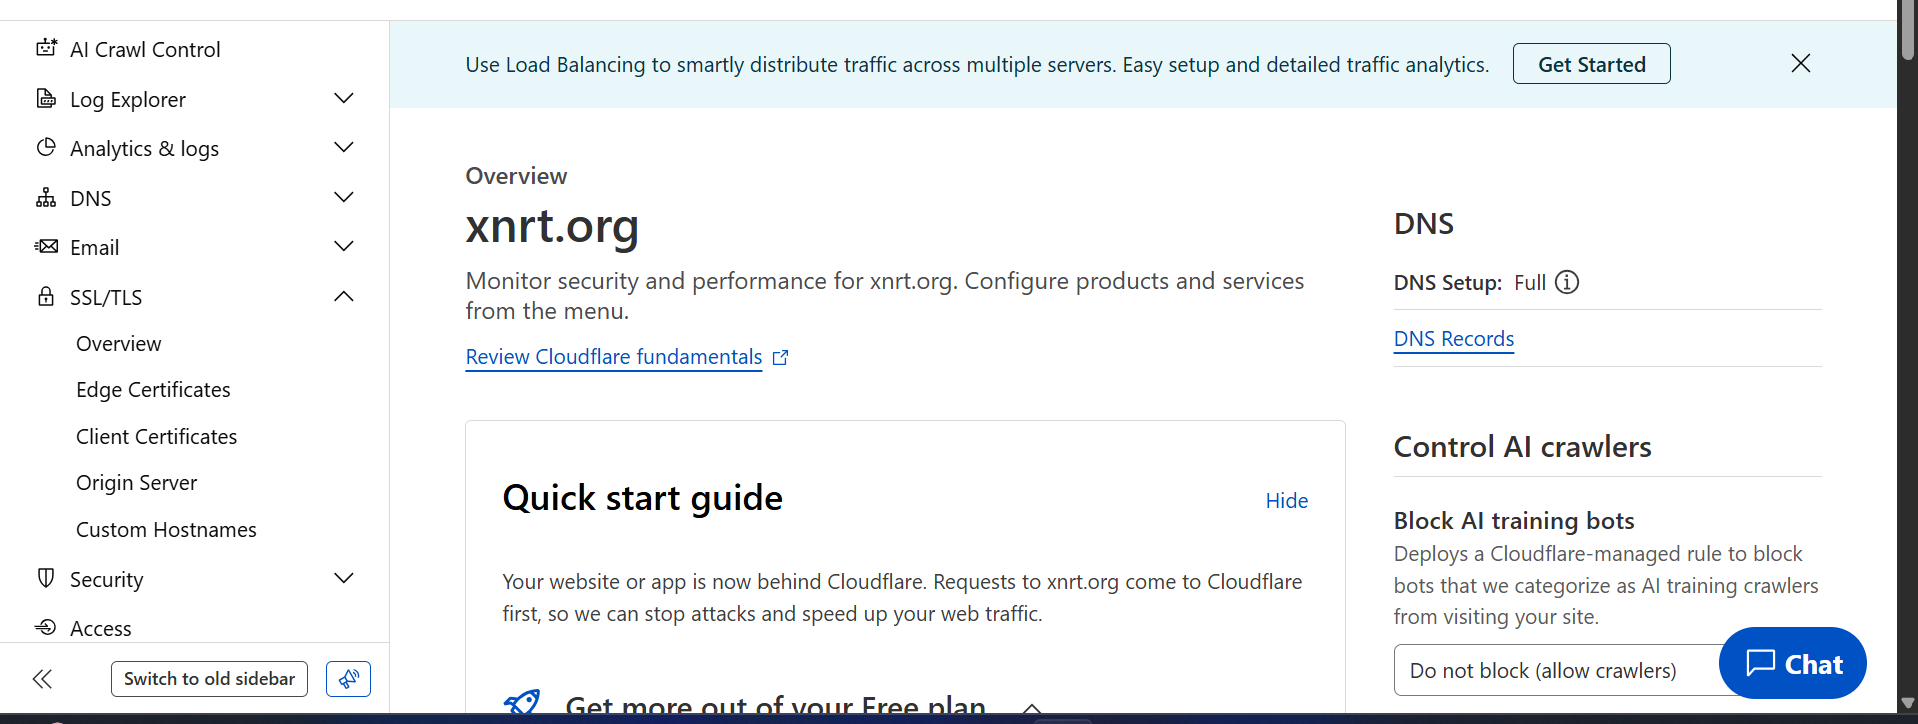 AI Crawl Control
Log Explorer
Analytics & logs
DNS
Email
SSL/TLS
Overview
Edge Certificates
Client Certificates
Origin Server
Custom Hostnames
Security
Access
Switch to old sidebar
Use Load Balancing to smartly distribute traffic across multiple servers. Easy setup and detailed traffic analytics.
Get Started
Overview
xnrt.org
Monitor security and performance for xnrt.org. Configure products and services
from the menu.
Review Cloudflare fundamentals
Quick start guide
Hide
Your website or app is now behind Cloudflare. Requests to xnrt.org come to Cloudflare
first, so we can stop attacks and speed up your web traffic.
Get more out of your Free plan
DNS
DNS Setup: Full
DNS Records
Control AI crawlers
Block AI training bots
Deploys a Cloudflare-managed rule to block
bots that we categorize as AI training crawlers
from visiting your site.
Do not block (allow crawlers)
Chat